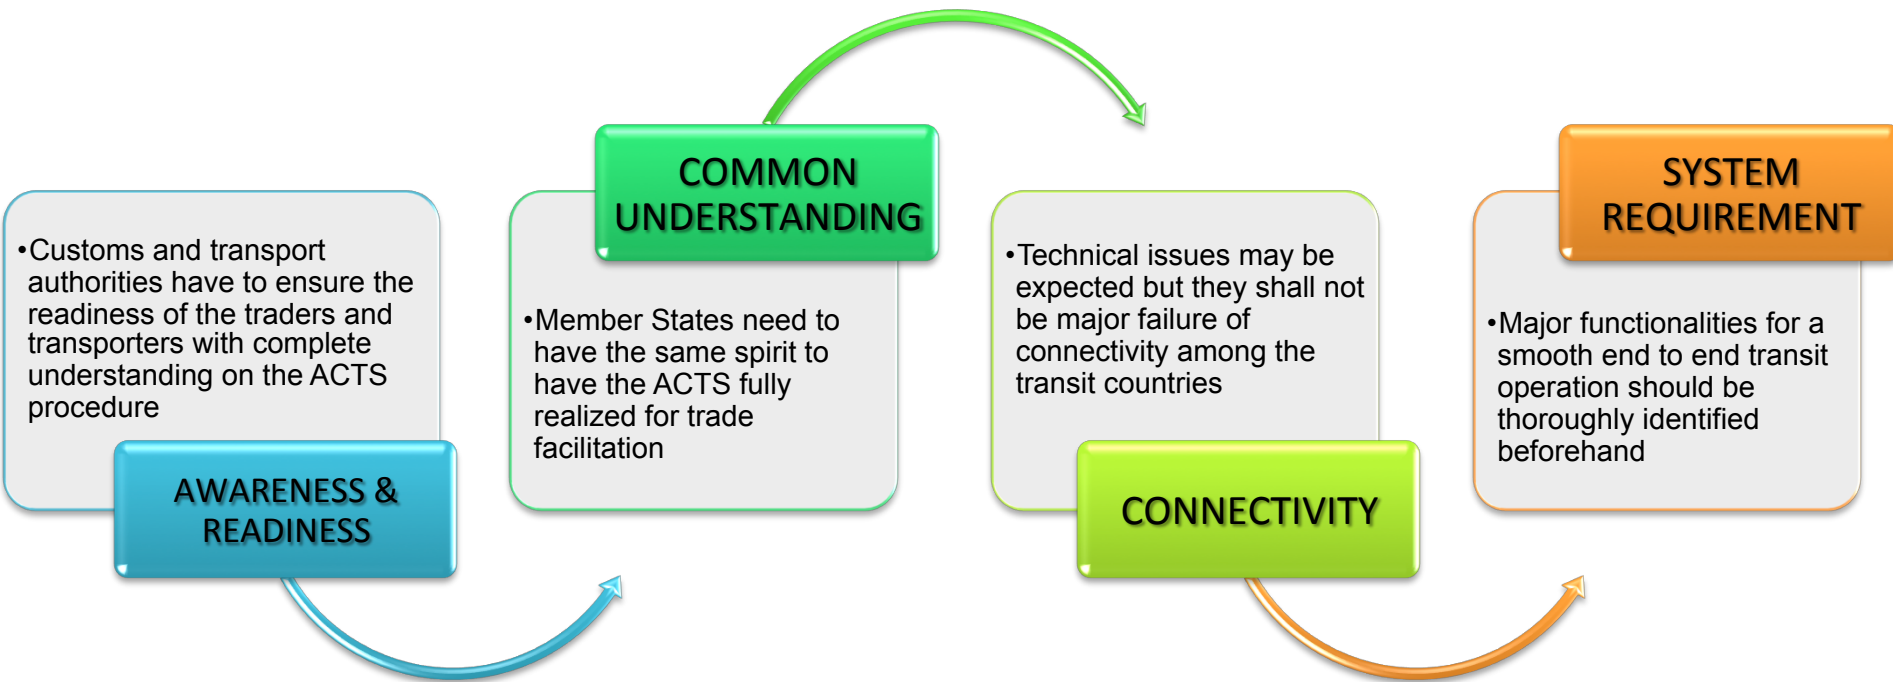 •Customs and transport
authorities have to ensure the
readiness of the traders and
transporters with complete
understanding on the ACTS
procedure
AWARENESS &
READINESS
COMMON
UNDERSTANDING
•Member States need to
have the same spirit to
have the ACTS fully
realized for trade
facilitation
•Technical issues may be
expected but they shall not
be major failure of
connectivity among the
transit countries
CONNECTIVITY
SYSTEM
REQUIREMENT
•Major functionalities for a
smooth end to end transit
operation should be
thoroughly identified
beforehand